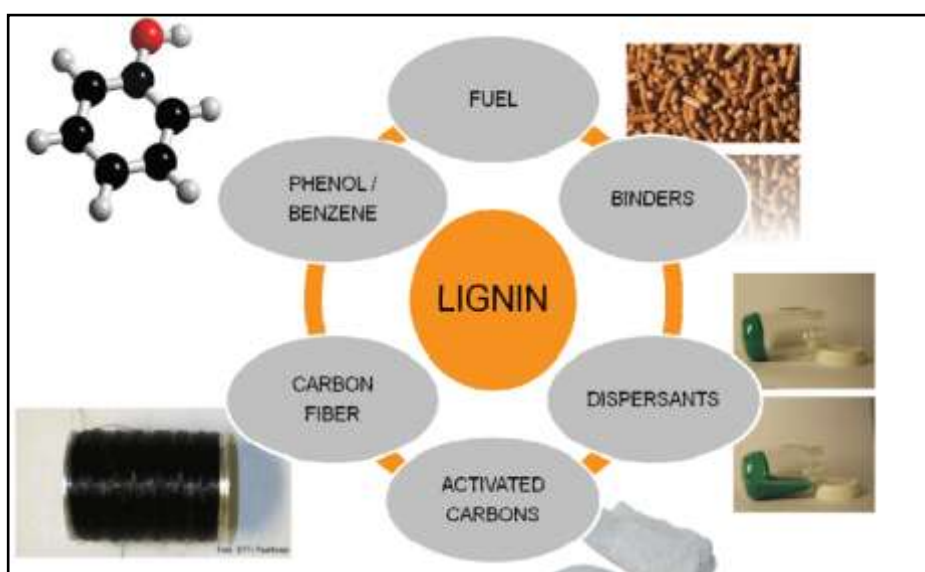 FUEL
PHENOL /
BENZENE
BINDERS
LIGNIN
CARBON
FIBER
DISPERSANTS
ACTIVATED
CARBONS